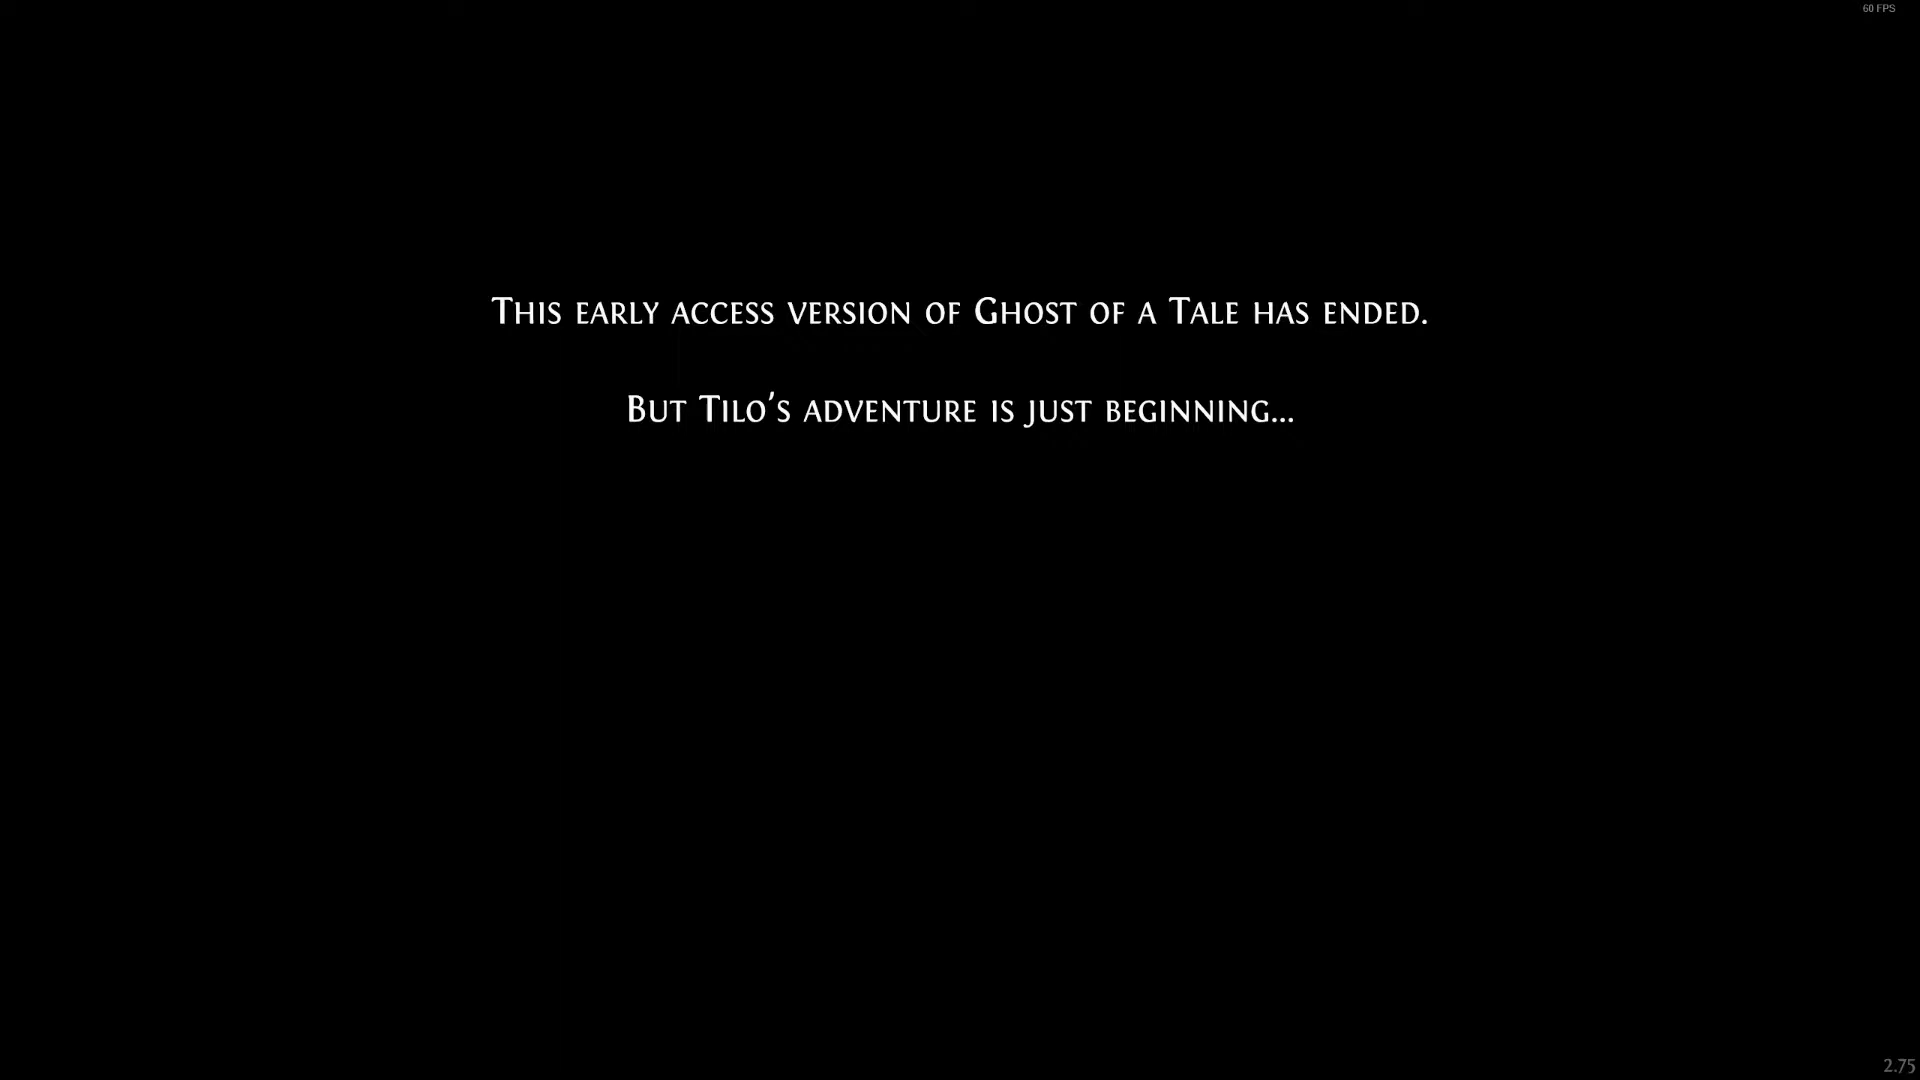 60 FPS
This early access version of Ghost of a Tale has ended.
But Tilo's adventure is just beginning...
2.75